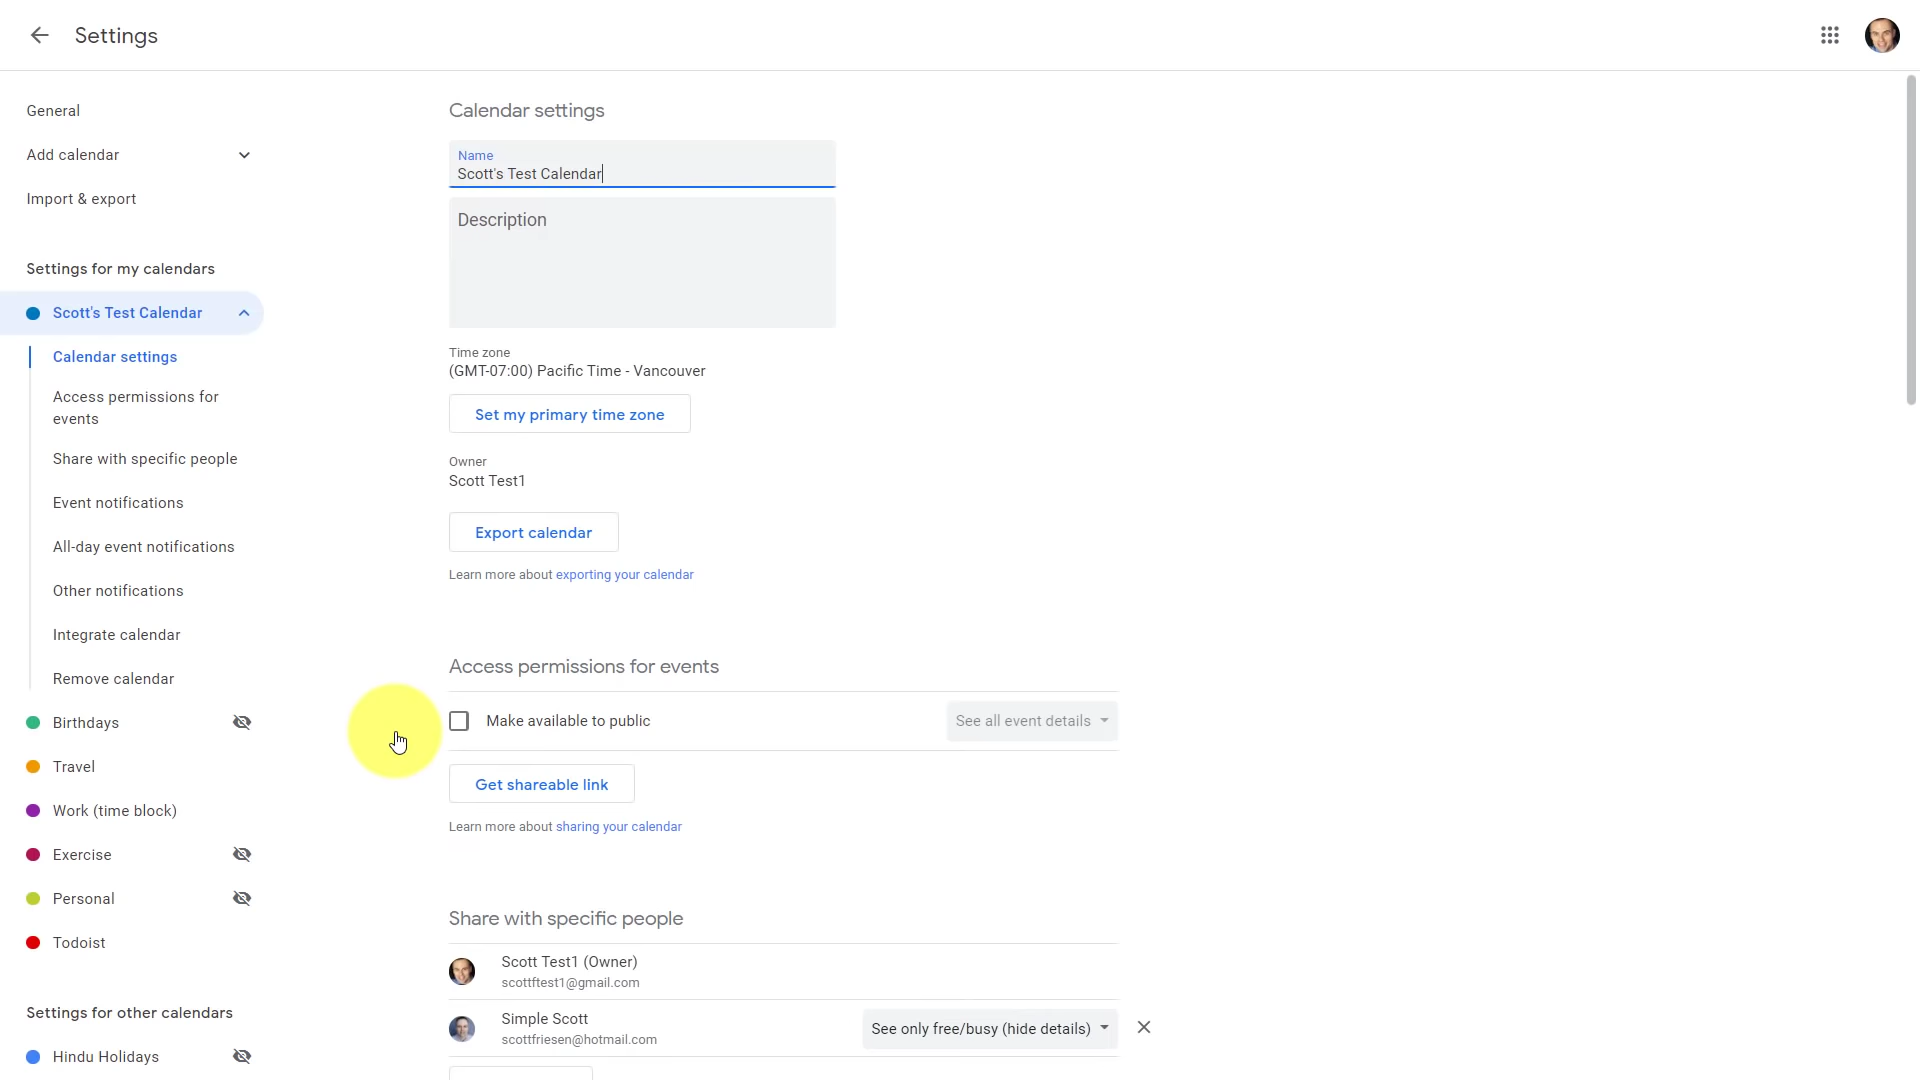 Settings
General
Add calendar
Import & export
Settings for my calendars
Scott's Test Calendar
Calendar settings
Access permissions for
events
Share with specific people
Event notifications
All-day event notifications
Other notifications
Integrate calendar
Remove calendar
Birthdays
Travel
Work (time block)
Exercise
Personal
Todoist
Settings for other calendars
Hindu Holidays
Calendar settings
Name
Scott's Test Calendar
Description
Time zone
(GMT-07:00) Pacific Time - Vancouver
Set my primary time zone
Owner
Scott Test1
Export calendar
Learn more about exporting your calendar
Access permissions for events
Make available to public
See all event details
Get shareable link
Learn more about sharing your calendar
Share with specific people
Scott Test1 (Owner)
scottftest1@gmail.com
Simple Scott
scottfriesen@hotmail.com
See only free/busy (hide details)